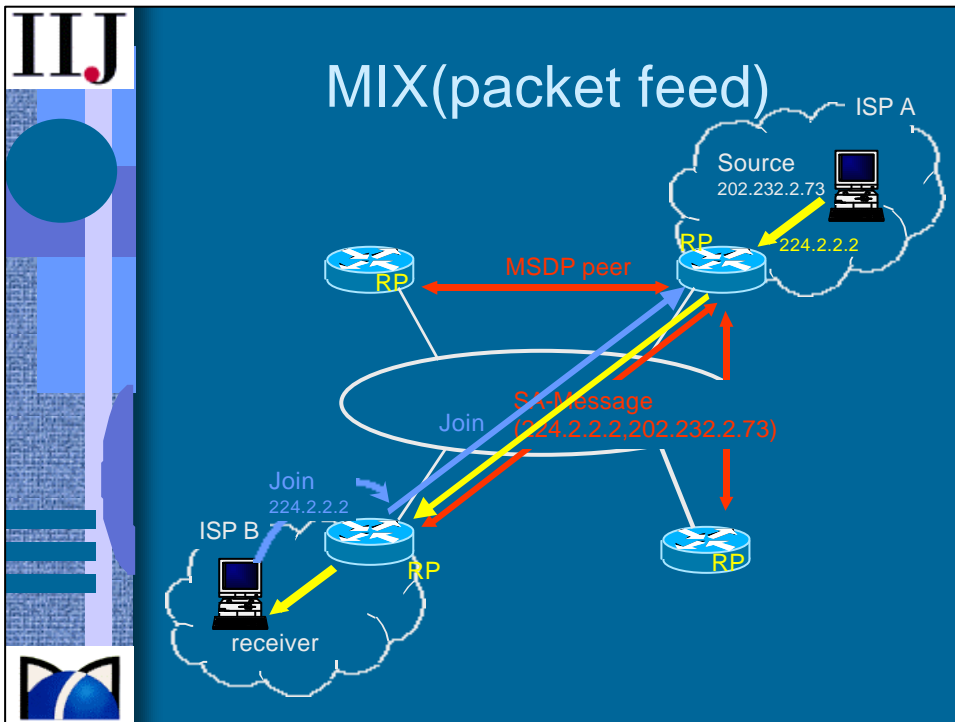 IIJ
MIX(packet feed)
ISP A
Source
202.232.2.73
224.2.2.2
RP
RP
MSDP peer
SA-Message
(224.2.2.2,202.232.2.73)
Join
Join
224.2.2.2
ISP B
RP
RP
receiver